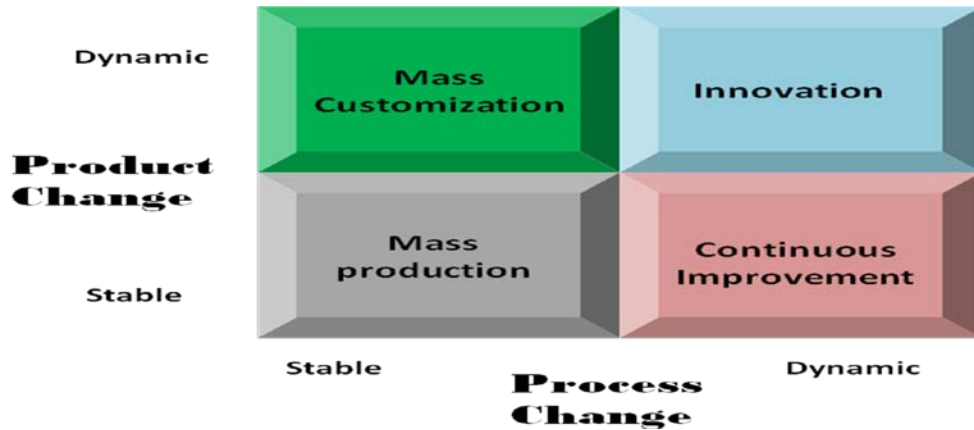 Dynamic
Mass
Customization
Innovation
Product
Change
Mass
production
Continuous
Improvement
Stable
Stable
Dynamic
Process
Change